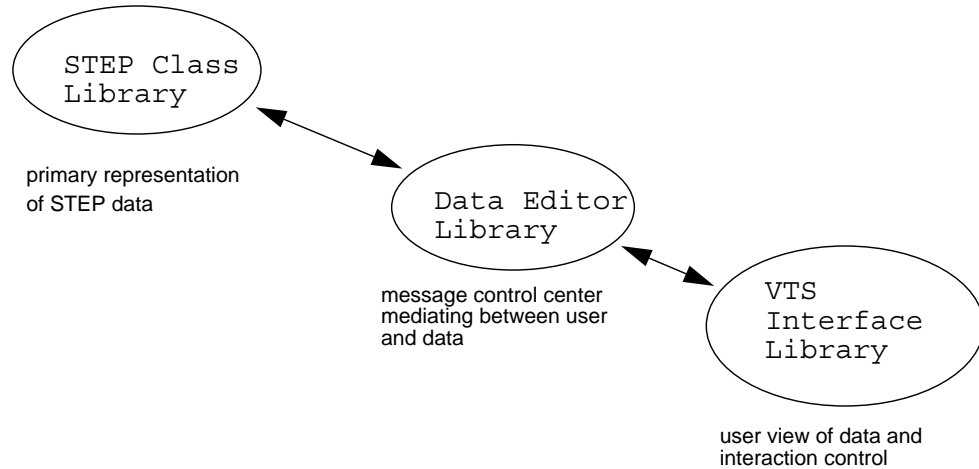 STEP Class
Library
primary representation
of STEP data
Data Editor
Library
message control center
mediating between user
and data
VTS
Interface
Library
user view of data and
interaction control